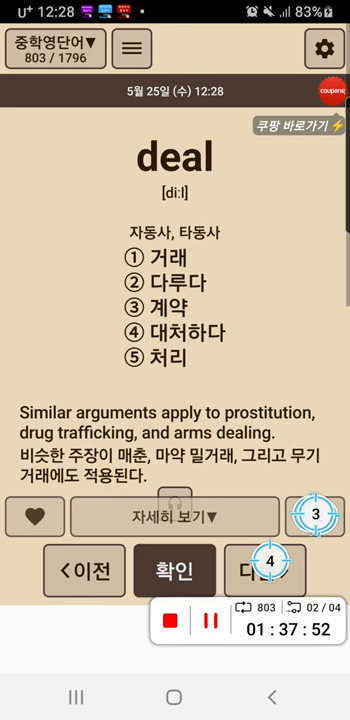 U+ 12:28
83%
중학영단어▼
803 / 1796
5월 25일 (수) 12:28
coupang
쿠팡 바로가기⚡
deal
[di:l]
자동사, 타동사
① 거래
② 다루다
③ 계약
④ 대처하다
⑤ 처리
Similar arguments apply to prostitution,
drug trafficking, and arms dealing.
비슷한 주장이 매춘, 마약 밀거래, 그리고 무기
거래에도 적용된다.
자세히 보기▼
3
<이전
확인
4
803
02 / 04
01 : 37 : 52